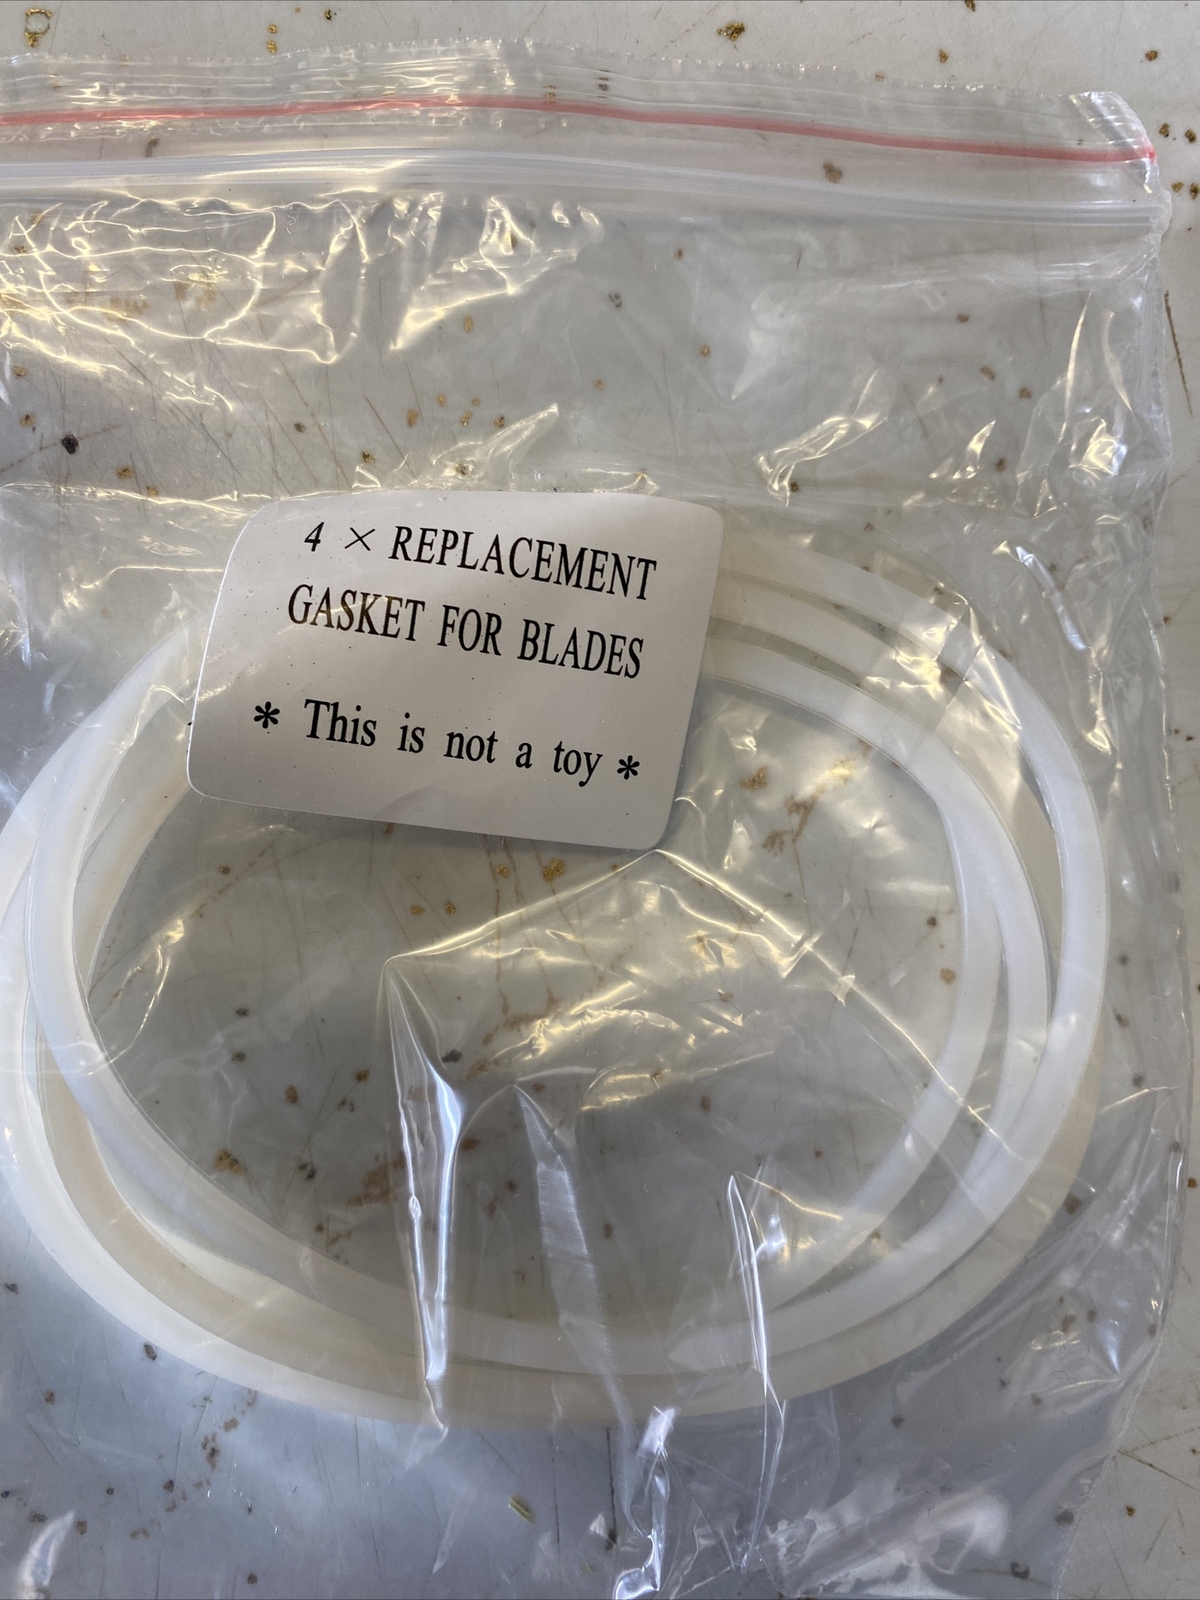 4 × REPLACEMENT
GASKET FOR BLADES
* This is not a toy *